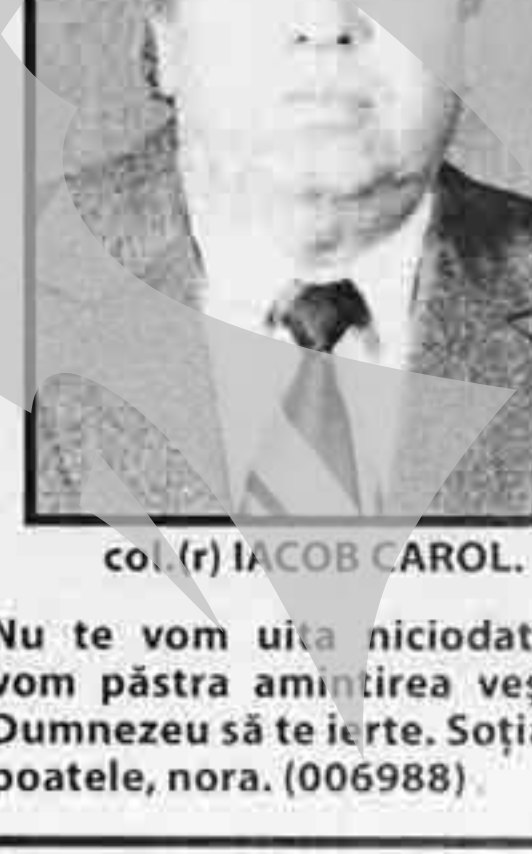 col.(r) IACOB CAROL.
Nu te vom uita niciodat
vom păstra amintirea veș
Dumnezeu să te ierte. Soția
poatele, nora. (006988)